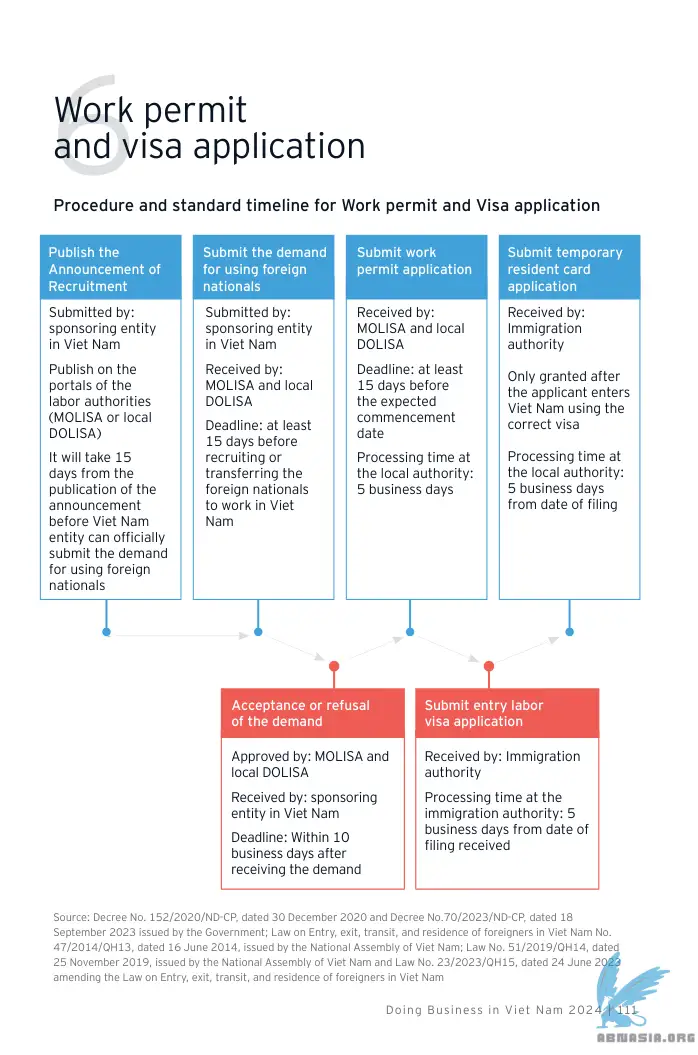 6
Work permit
and visa application
Procedure and standard timeline for Work permit and Visa application
Publish the
Announcement of
Recruitment
Submitted by:
sponsoring entity
in Viet Nam
Publish on the
portals of the
labor authorities
(MOLISA or local
DOLISA)
It will take 15
days from the
publication of the
announcement
before Viet Nam
entity can officially
submit the demand
for using foreign
nationals
Submit the demand
for using foreign
nationals
Submitted by:
sponsoring entity
in Viet Nam
Received by:
MOLISA and local
DOLISA
Deadline: at least
15 days before
recruiting or
transferring the
foreign nationals
to work in Viet
Nam
Submit work
permit application
Received by:
MOLISA and local
DOLISA
Deadline: at least
15 days before
the expected
commencement
date
Processing time at
the local authority:
5 business days
Submit temporary
resident card
application
Received by:
Immigration
authority
Only granted after
the applicant enters
Viet Nam using the
correct visa
Processing time at
the local authority:
5 business days
from date of filing
Acceptance or refusal
of the demand
Approved by: MOLISA and
local DOLISA
Received by: sponsoring
entity in Viet Nam
Deadline: Within 10
business days after
receiving the demand
Submit entry labor
visa application
Received by: Immigration
authority
Processing time at the
immigration authority: 5
business days from date of
filing received
Source: Decree No. 152/2020/ND-CP, dated 30 December 2020 and Decree No.70/2023/ND-CP, dated 18
September 2023 issued by the Government; Law on Entry, exit, transit, and residence of foreigners in Viet Nam No.
47/2014/QH13, dated 16 June 2014, issued by the National Assembly of Viet Nam; Law No. 51/2019/QH14, dated
25 November 2019, issued by the National Assembly of Viet Nam and Law No. 23/2023/QH15, dated 24 June 2023
amending the Law on Entry, exit, transit, and residence of foreigners in Viet Nam
Doing Business in Viet Nam 2024 | 111
ABNASIA.ORG